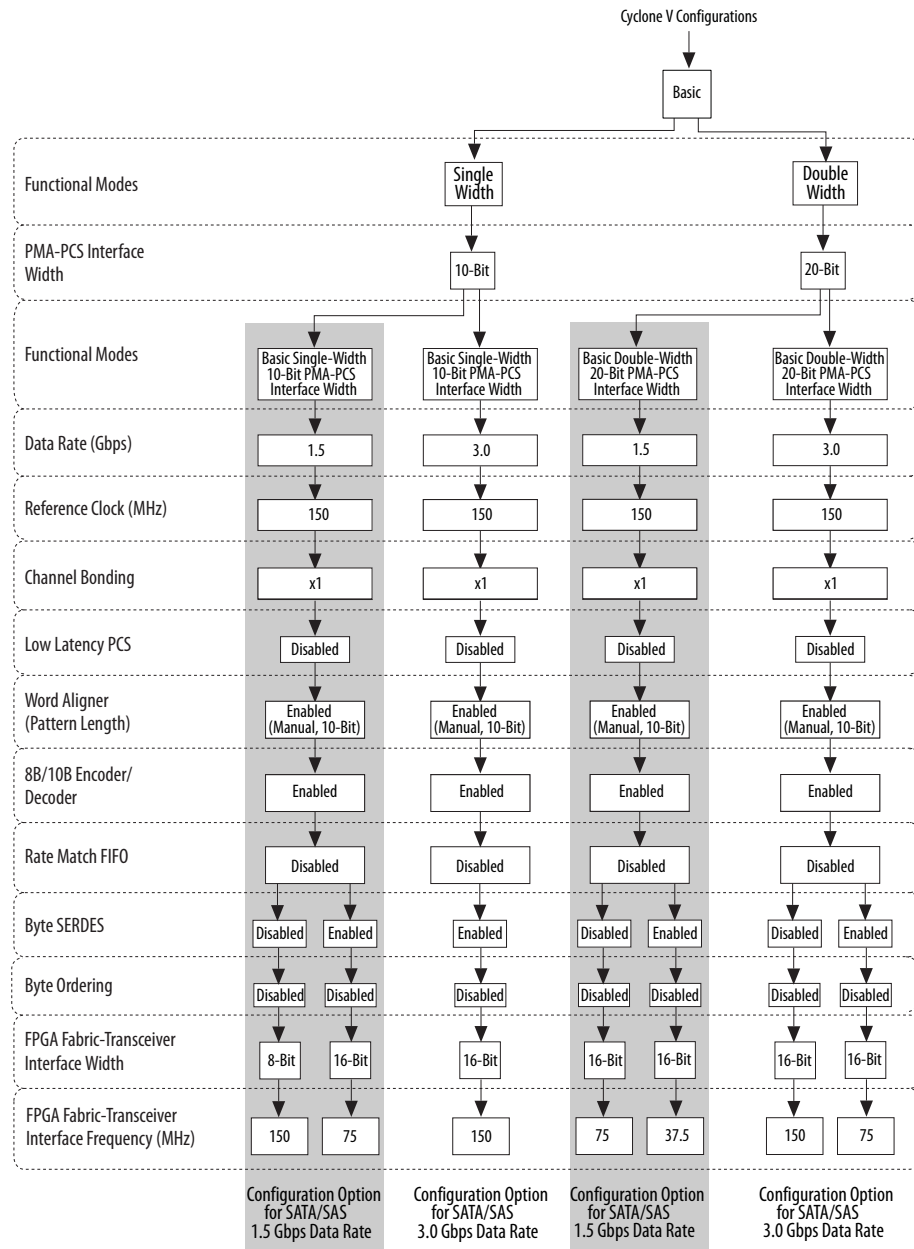 Cyclone V Configurations
Basic
Functional Modes
Single
Width
Double
Width
PMA-PCS Interface
Width
10-Bit
20-Bit
Functional Modes
Basic Single-Width
10-Bit PMA-PCS
Interface Width
Basic Single-Width
10-Bit PMA-PCS
Interface Width
Basic Double-Width
20-Bit PMA-PCS
Interface Width
Basic Double-Width
20-Bit PMA-PCS
Interface Width
Data Rate (Gbps)
1.5
3.0
1.5
3.0
Reference Clock (MHz)
150
150
150
150
Channel Bonding
x1
x1
x1
x1
Low Latency PCS
Disabled
Disabled
Disabled
Disabled
Word Aligner
(Pattern Length)
Enabled
(Manual, 10-Bit)
Enabled
(Manual, 10-Bit)
Enabled
(Manual, 10-Bit)
Enabled
(Manual, 10-Bit)
8B/10B Encoder/
Decoder
Enabled
Enabled
Enabled
Enabled
Rate Match FIFO
Disabled
Disabled
Disabled
Disabled
Byte SERDES
Disabled
Enabled
Enabled
Disabled
Enabled
Disabled
Enabled
Byte Ordering
Disabled
Disabled
Disabled
Disabled
Disabled
Disabled
Disabled
FPGA Fabric-Transceiver
Interface Width
8-Bit
16-Bit
16-Bit
16-Bit
16-Bit
16-Bit
16-Bit
FPGA Fabric-Transceiver
Interface Frequency (MHz)
150
75
150
75
37.5
150
75
Configuration Option
for SATA/SAS
1.5 Gbps Data Rate
Configuration Option
for SATA/SAS
3.0 Gbps Data Rate
Configuration Option
for SATA/SAS
1.5 Gbps Data Rate
Configuration Option
for SATA/SAS
3.0 Gbps Data Rate